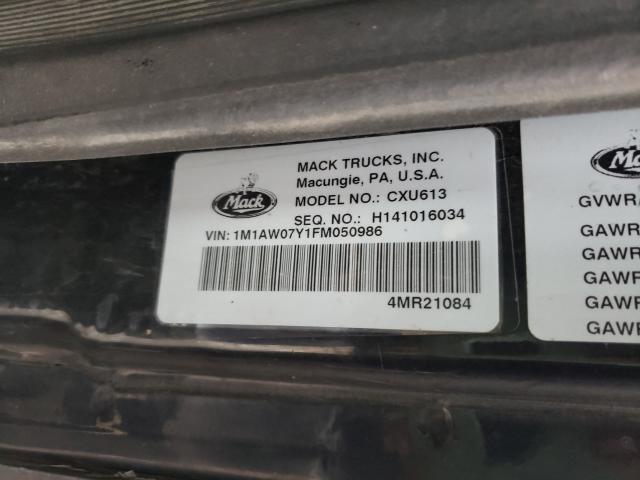 Mack
MACK TRUCKS, INC.
Macungie, PA, U.S.A.
MODEL NO.: CXU613
SEQ. NO.: H141016034
VIN: 1M1AW07Y1FM050986
4MR21084
GVWR/
GAWR
GAWR
GAWR
GAWR